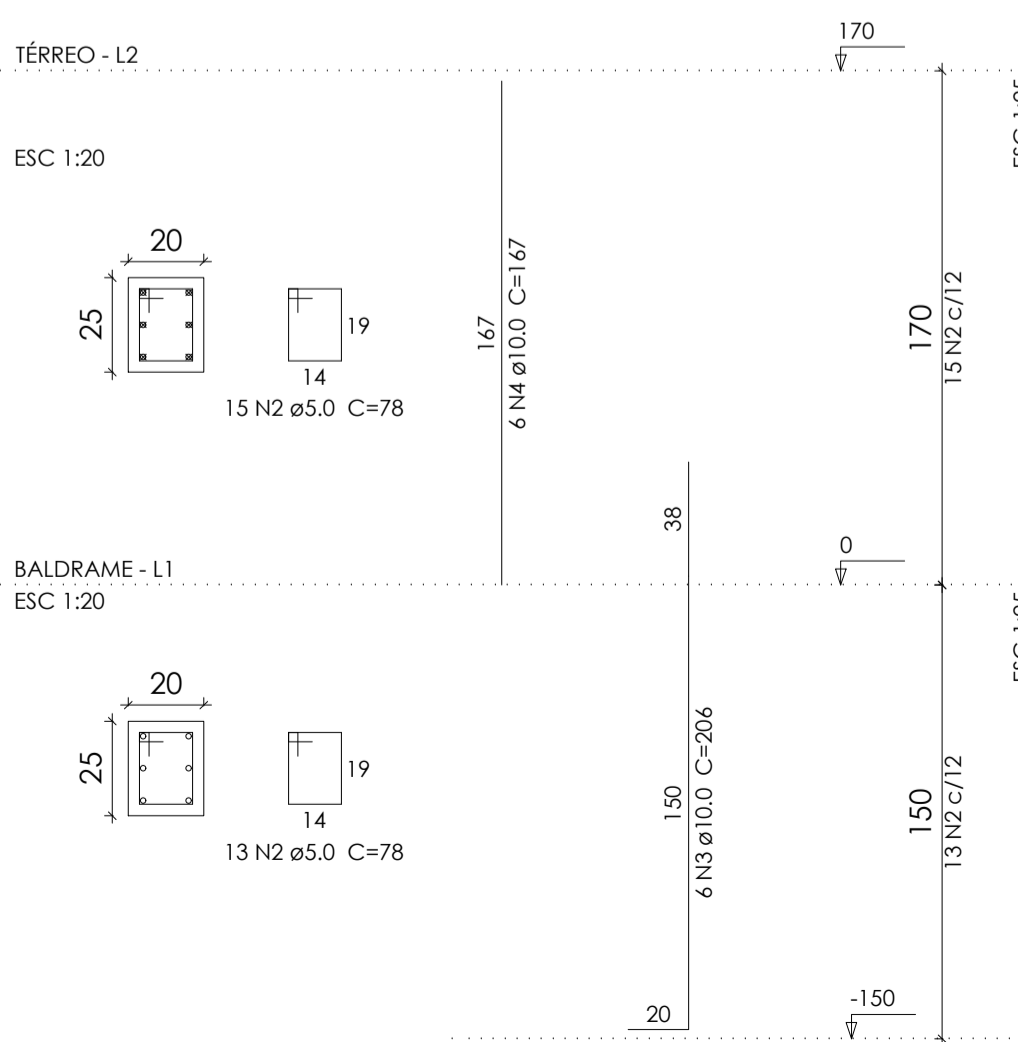 170
TÉRREO - L2
ESC 1:20
20
25
19
14
15 N2 ø5.0 C=78
167
6 N4 ø10.0 C=167
170
15 N2 c/12
38
0
BALDRAME - L1
ESC 1:20
20
25
19
14
13 N2 ø5.0 C=78
150
6 N3 ø10.0 C=206
150
13 N2 c/12
20
-150